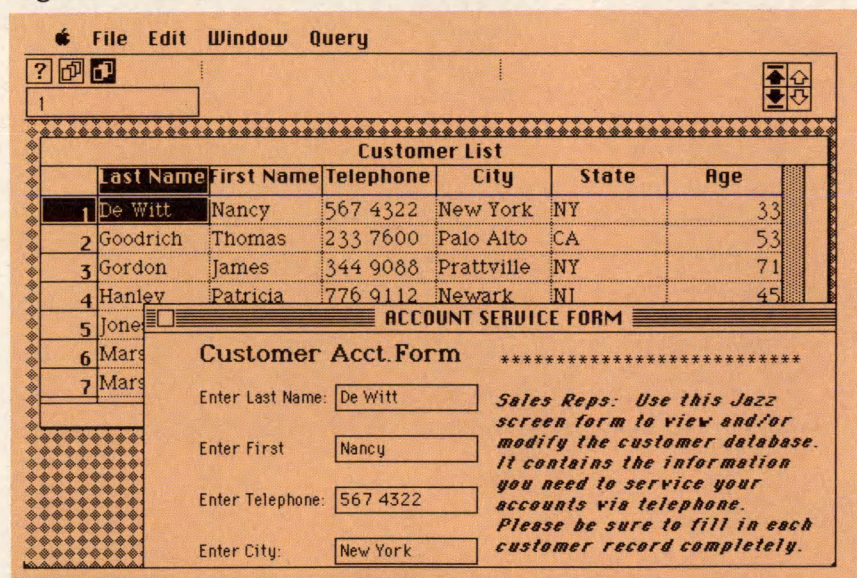 File Edit Window Query
?
1
Customer List
Last Name First Name Telephone City State Age
1 De Witt Nancy 567 4322 New York NY 33
2 Goodrich Thomas 233 7600 Palo Alto CA 53
3 Gordon James 344 9088 Prattville NY 71
4 Hanley Patricia 776 9112 Newark NJ 45
5 Jone
6 Mars
7 Mars
ACCOUNT SERVICE FORM
Customer Acct.Form ***************************
Enter Last Name: De Witt
Enter First Nancy
Enter Telephone: 567 4322
Enter City: New York
Sales Reps: Use this Jazz
screen form to view and/or
modify the customer database.
It contains the information
you need to service your
accounts via telephone.
Please be sure to fill in each
customer record completely.